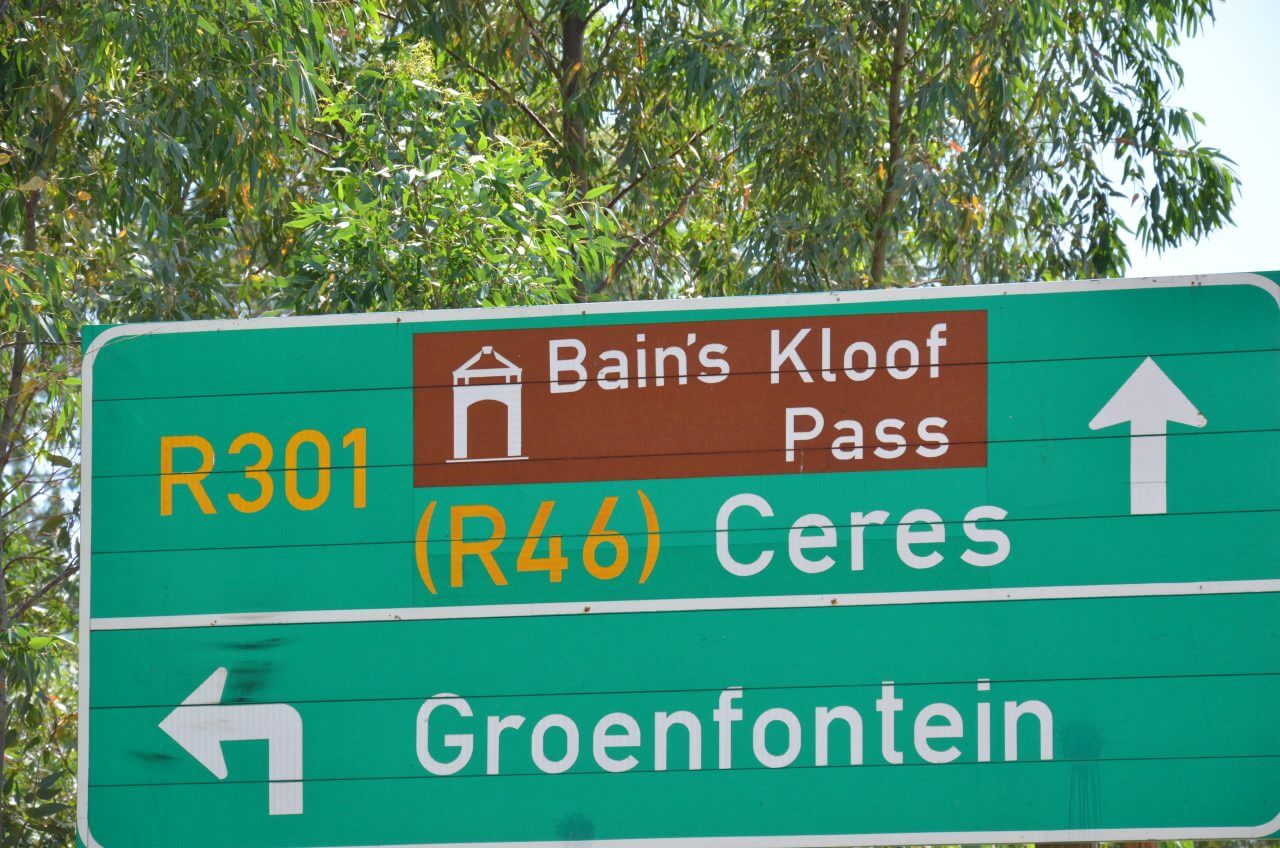 Bain's Kloof
Pass
R301
(R46) Ceres
Groenfontein